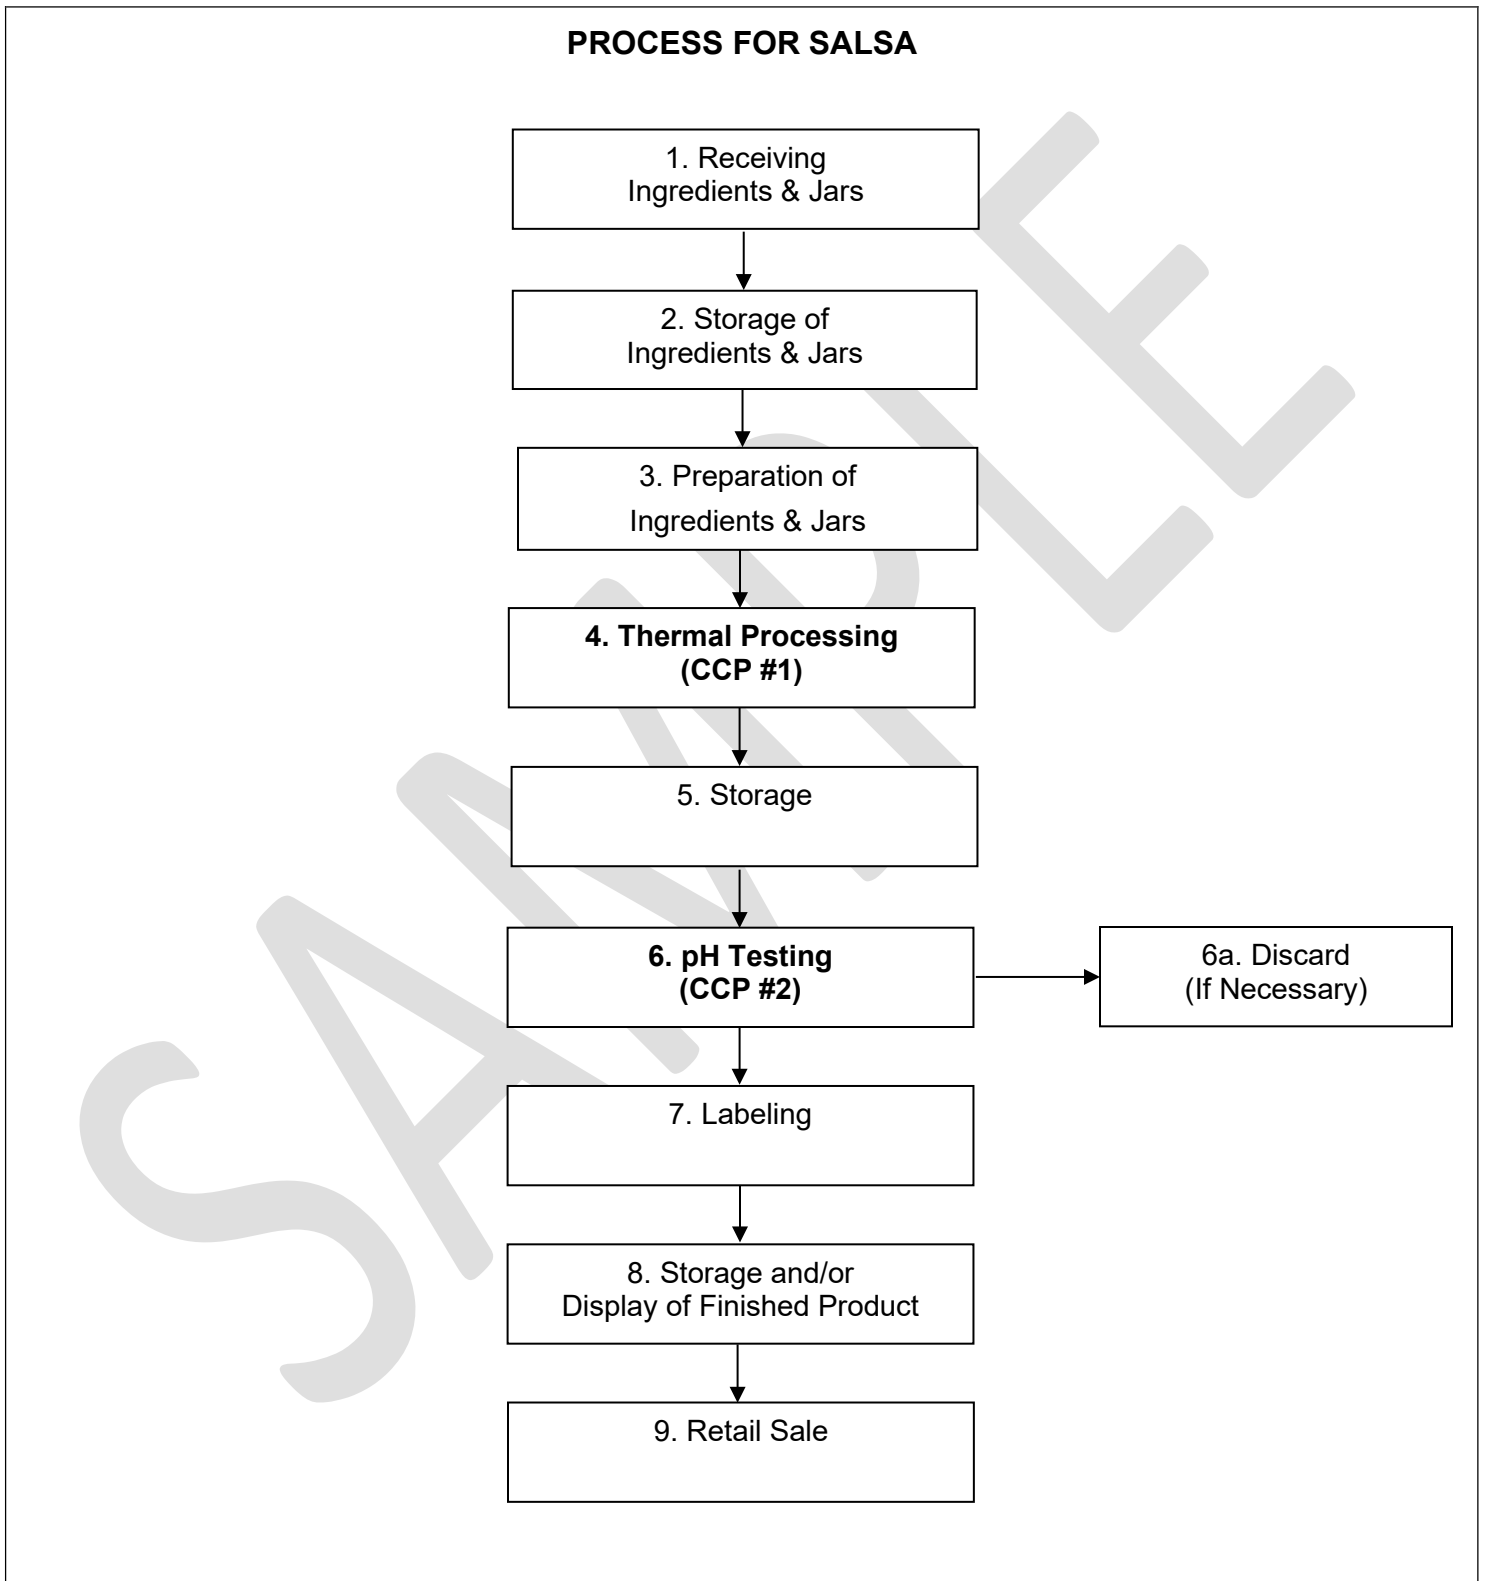 PROCESS FOR SALSA
1. Receiving
Ingredients & Jars
2. Storage of
Ingredients & Jars
3. Preparation of
Ingredients & Jars
4. Thermal Processing
(CCP #1)
5. Storage
6. pH Testing
(CCP #2)
6a. Discard
(If Necessary)
7. Labeling
8. Storage and/or
Display of Finished Product
9. Retail Sale
SAMPLE